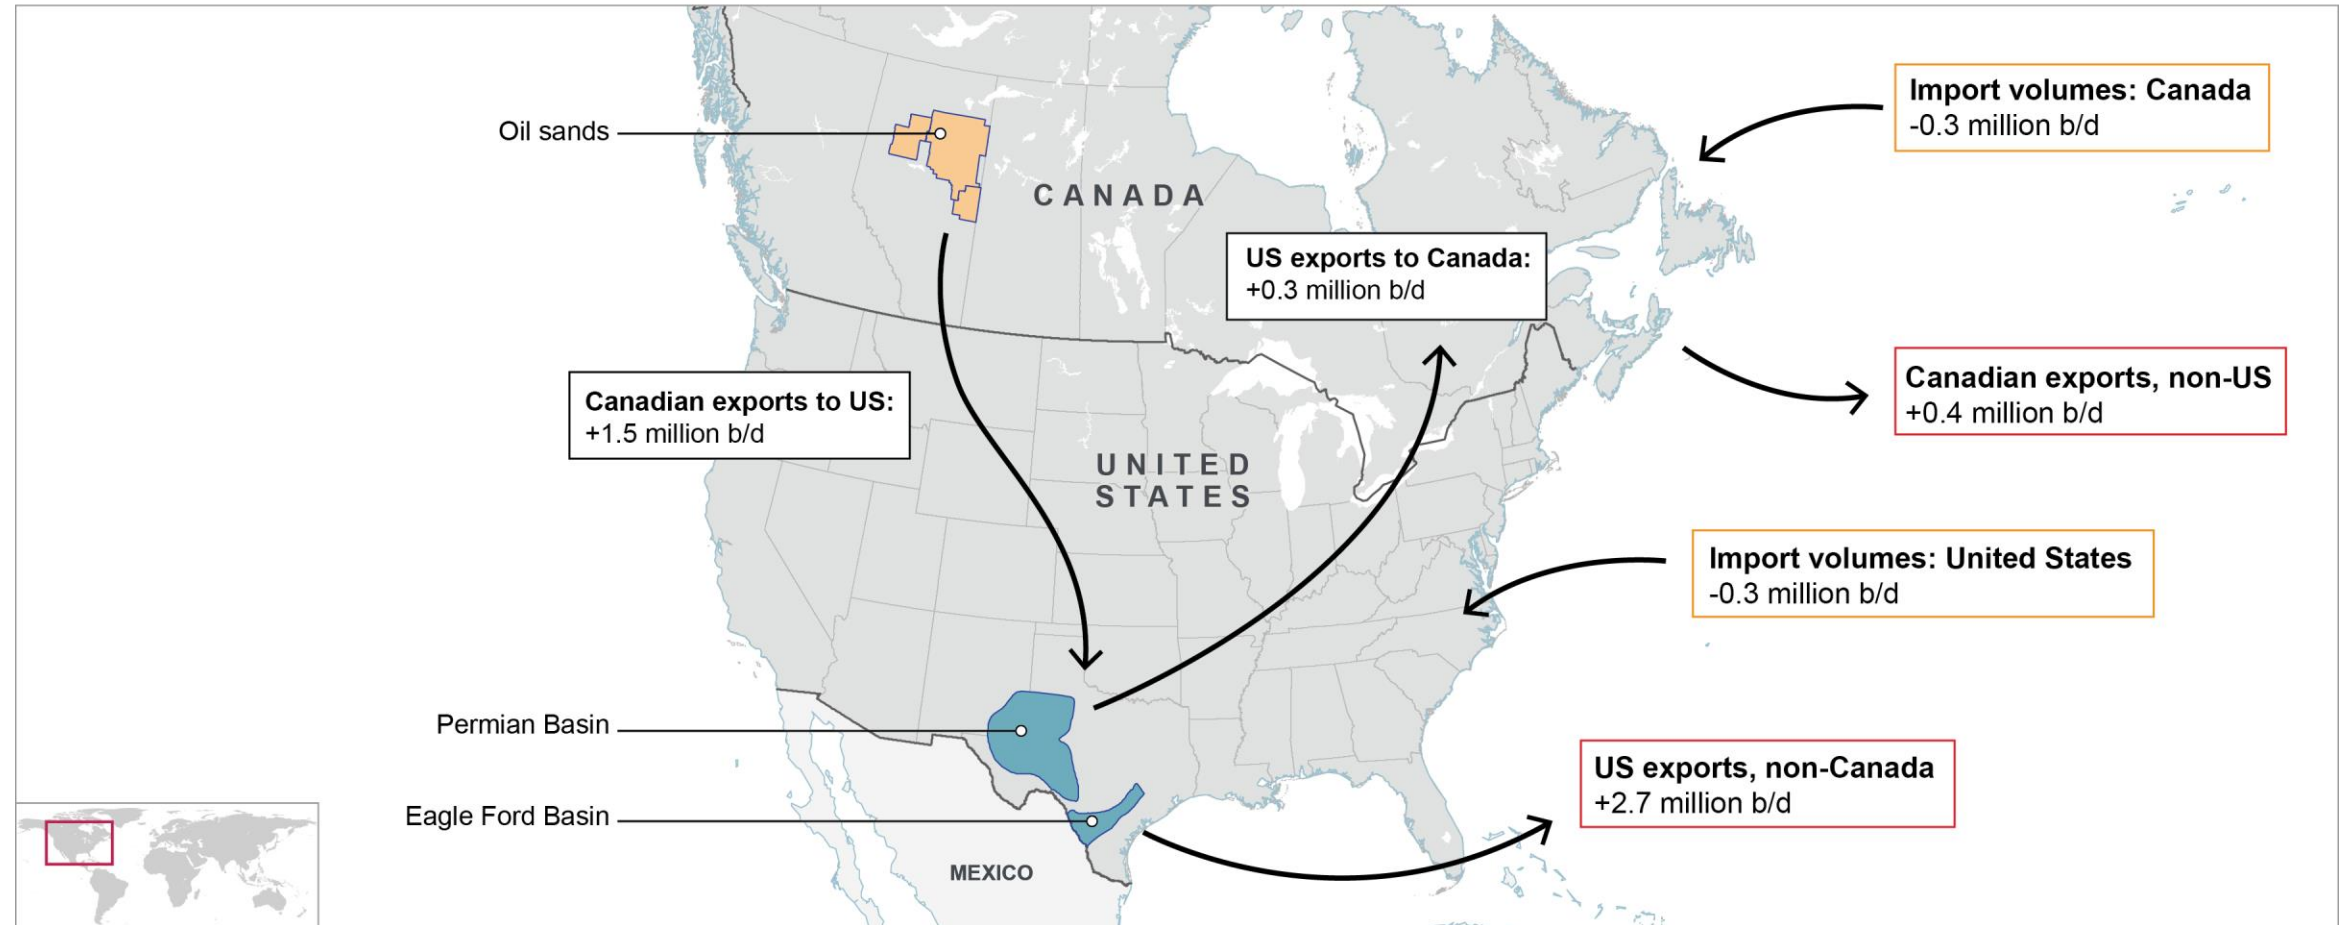 Import volumes: Canada
-0.3 million b/d
Oil sands
CANADA
US exports to Canada:
+0.3 million b/d
Canadian exports to US:
+1.5 million b/d
Canadian exports, non-US
+0.4 million b/d
UNITED
STATES
Import volumes: United States
-0.3 million b/d
Permian Basin
US exports, non-Canada
+2.7 million b/d
Eagle Ford Basin
MEXICO